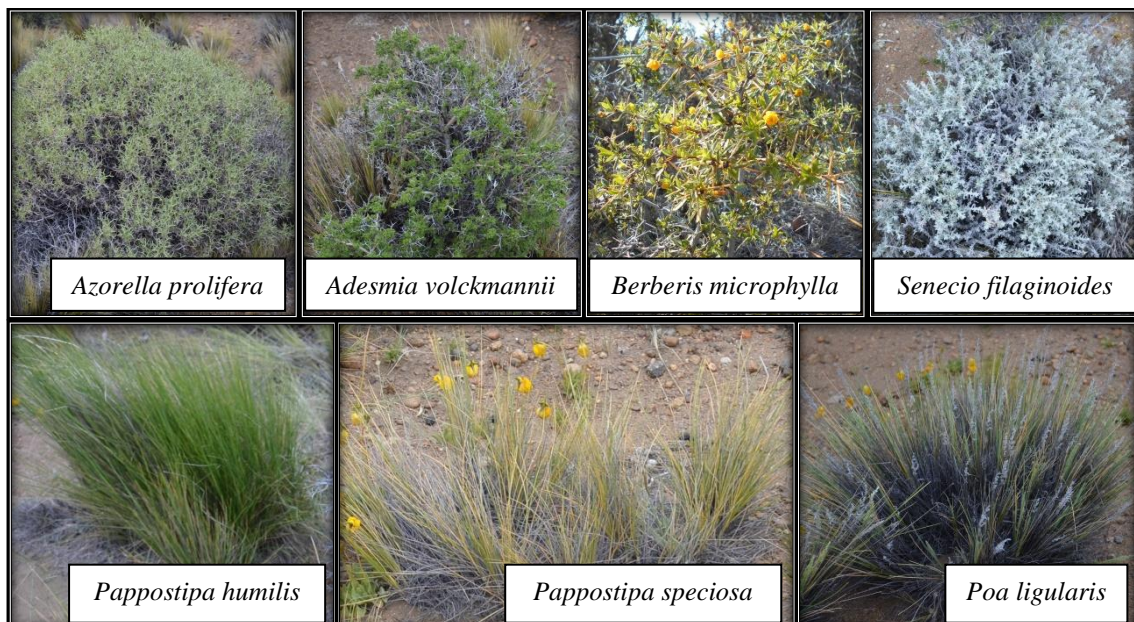 Azorella prolifera
Adesmia volckmannii
Berberis microphylla
Senecio filaginoides
Pappostipa humilis
Pappostipa speciosa
Poa ligularis